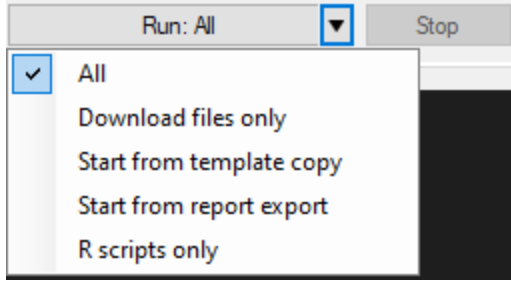 Run: All
Stop
All
Download files only
Start from template copy
Start from report export
R scripts only